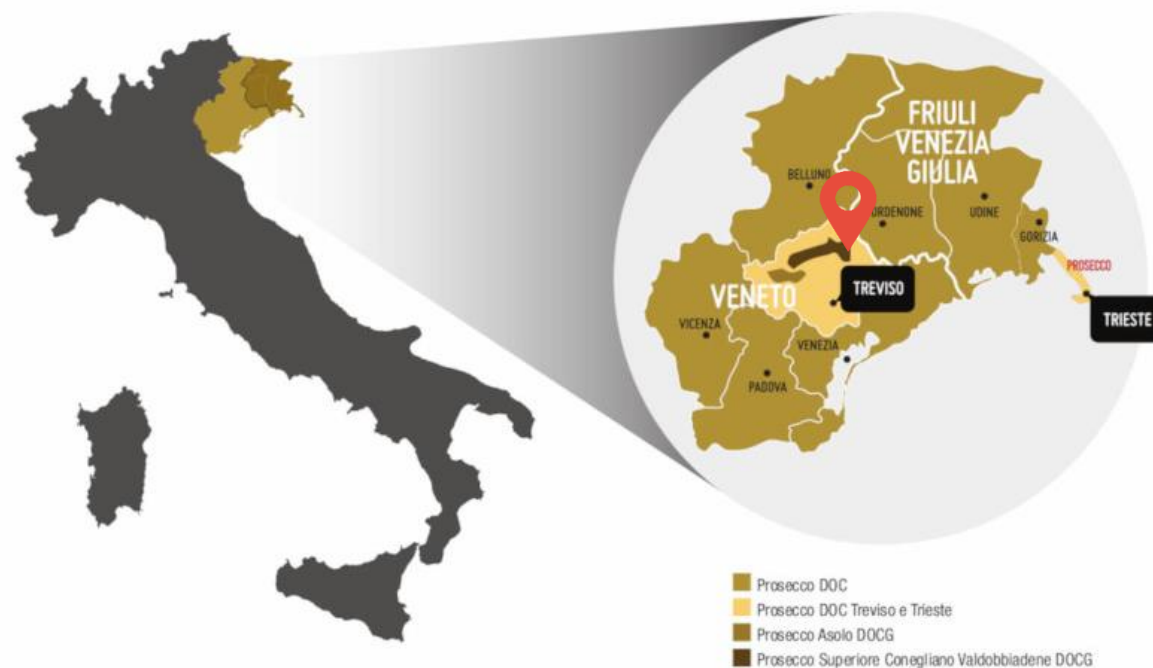 FRIULI
VENEZIA
GIULIA
BELLUNO
ORDENONE
UDINE
GORIZIA
PROSECCO
TREVISO
VENETO
TRIESTE
VICENZA
VENEZIA
PADOVA
Prosecco DOC
Prosecco DOC Treviso e Trieste
Prosecco Asolo DOCG
Prosecco Superiore Conegliano Valdobbiadene DOCG